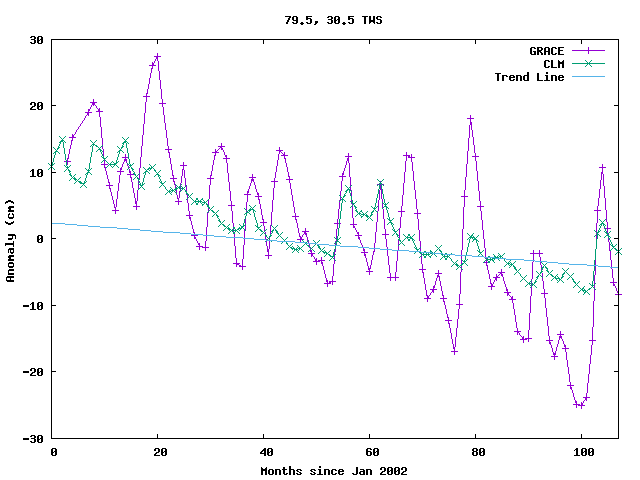 79.5, 30.5 TWS
GRACE
CLM
Trend Line
30
20
10
0
-10
-20
-30
Anomaly (cm)
0 20 40 60 80 100
Months since Jan 2002